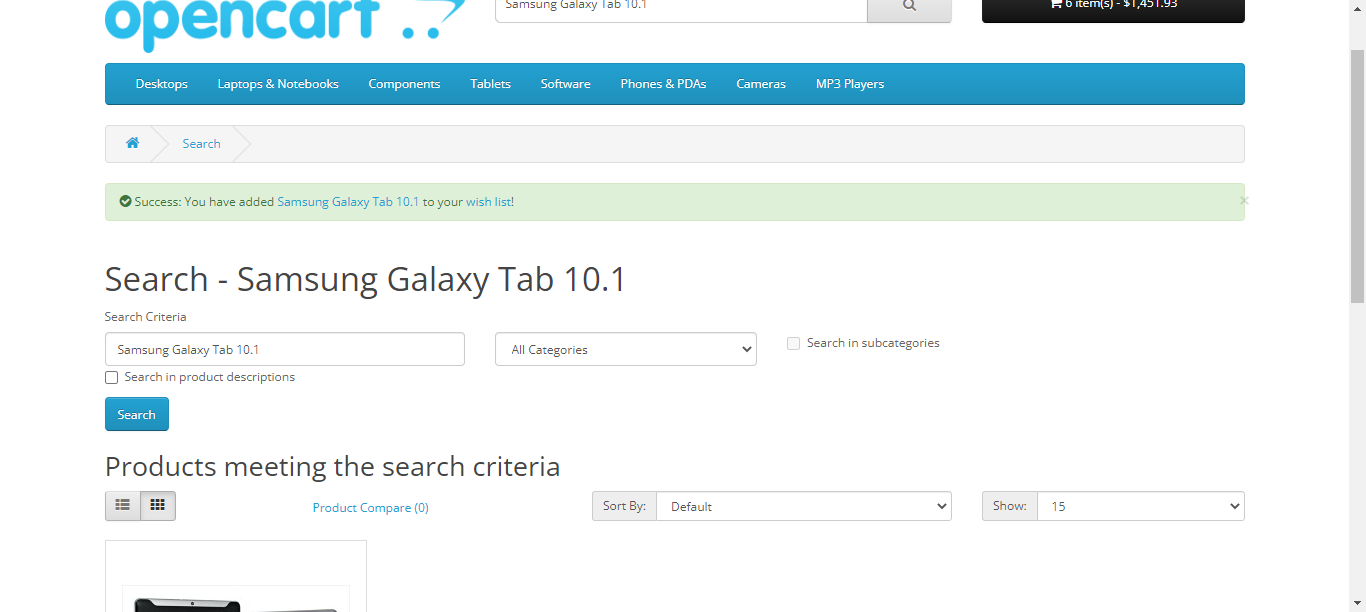 opencart
Samsung Galaxy Tab 10.1
6 item(s) - $1,451.93
Desktops Laptops & Notebooks Components Tablets Software Phones & PDAs Cameras MP3 Players
Search
Success: You have added Samsung Galaxy Tab 10.1 to your wish list!
×
Search - Samsung Galaxy Tab 10.1
Search Criteria
Samsung Galaxy Tab 10.1 All Categories Search in subcategories
Search in product descriptions
Search
Products meeting the search criteria
Product Compare (0) Sort By: Default Show: 15